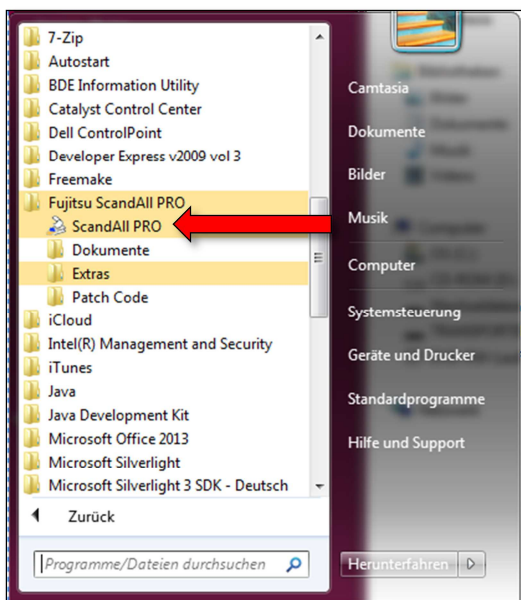 7-Zip
Autostart
BDE Information Utility
Catalyst Control Center
Dell ControlPoint
Developer Express v2009 vol 3
Freemake
Fujitsu ScandAll PRO
ScandAll PRO
Dokumente
Extras
Patch Code
iCloud
Intel(R) Management and Security
iTunes
Java
Java Development Kit
Microsoft Office 2013
Microsoft Silverlight
Microsoft Silverlight 3 SDK - Deutsch
Zurück
Programme/Dateien durchsuchen
Camtasia
Dokumente
Bilder
Musik
Computer
Systemsteuerung
Geräte und Drucker
Standardprogramme
Hilfe und Support
Herunterfahren